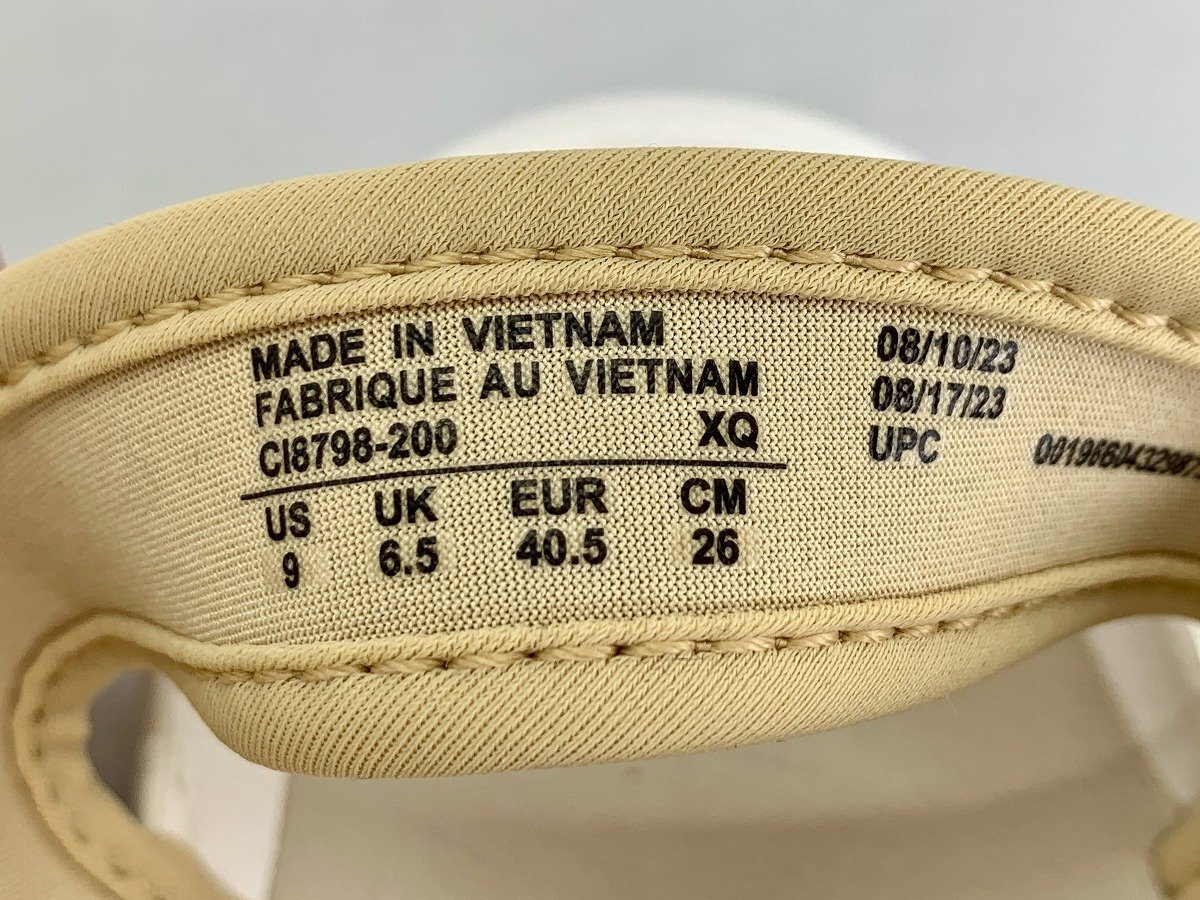 MADE IN VIETNAM
FABRIQUE AU VIETNAM
CI8798-200 XQ
US UK EUR CM
9 6.5 40.5 26
08/10/23
08/17/23
UPC